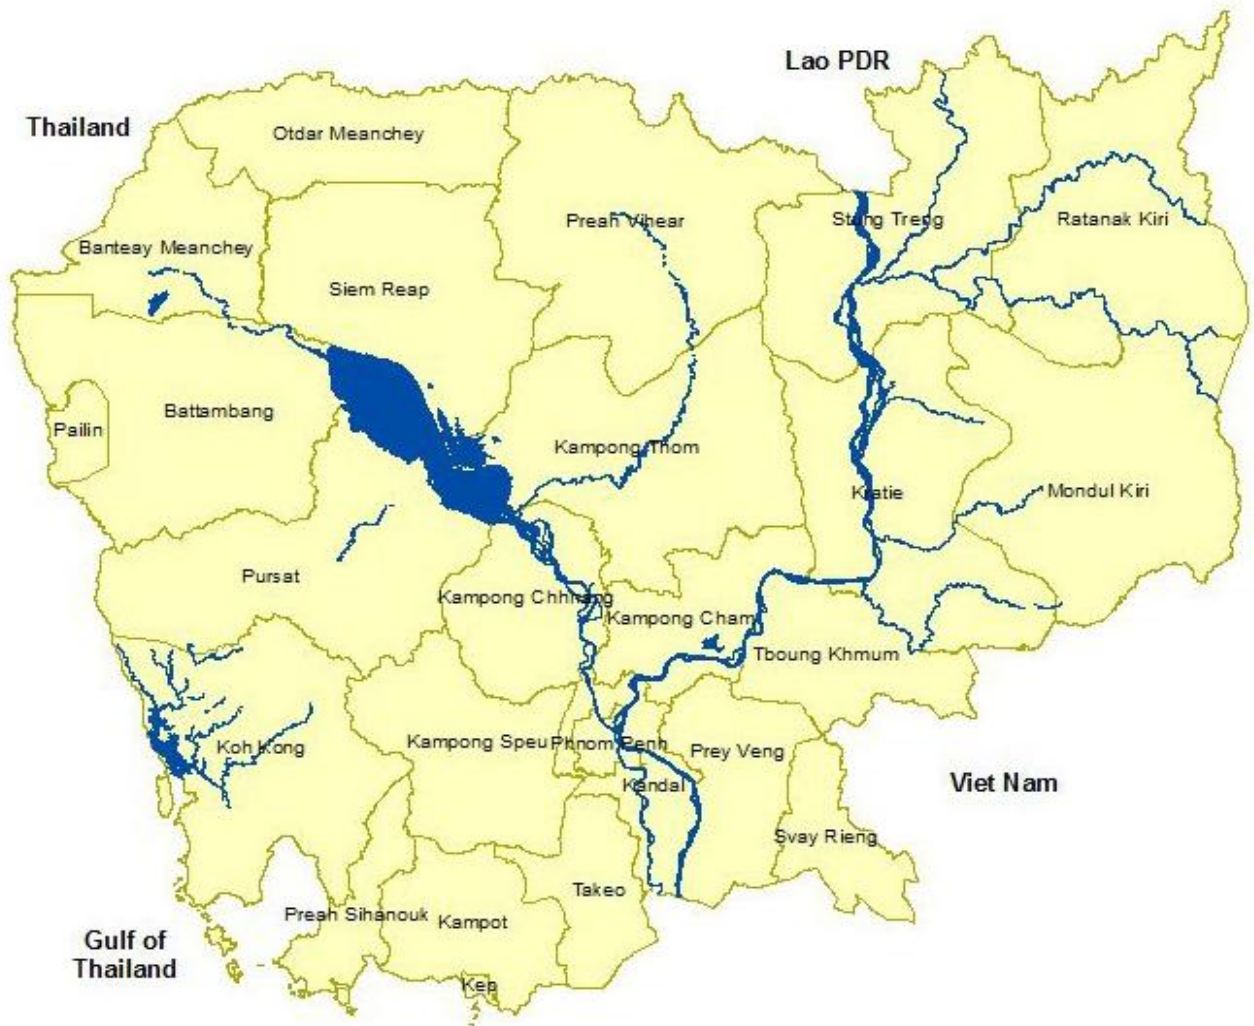 Lao PDR
Thailand
Otdar Meanchey
Preah Vihear
Stung Treng
Ratanak Kiri
Banteay Meanchey
Siem Reap
Battambang
Pailin
Kampong Thom
Kratie
Mondul Kiri
Pursat
Kampong Chhnang
Kampong Cham
Tboung Khmum
Koh Kong
Kampong Speu
Phnom Penh
Prey Veng
Kandal
Viet Nam
Svay Rieng
Takeo
Preah Sihanouk
Kampot
Gulf of
Thailand
Kep